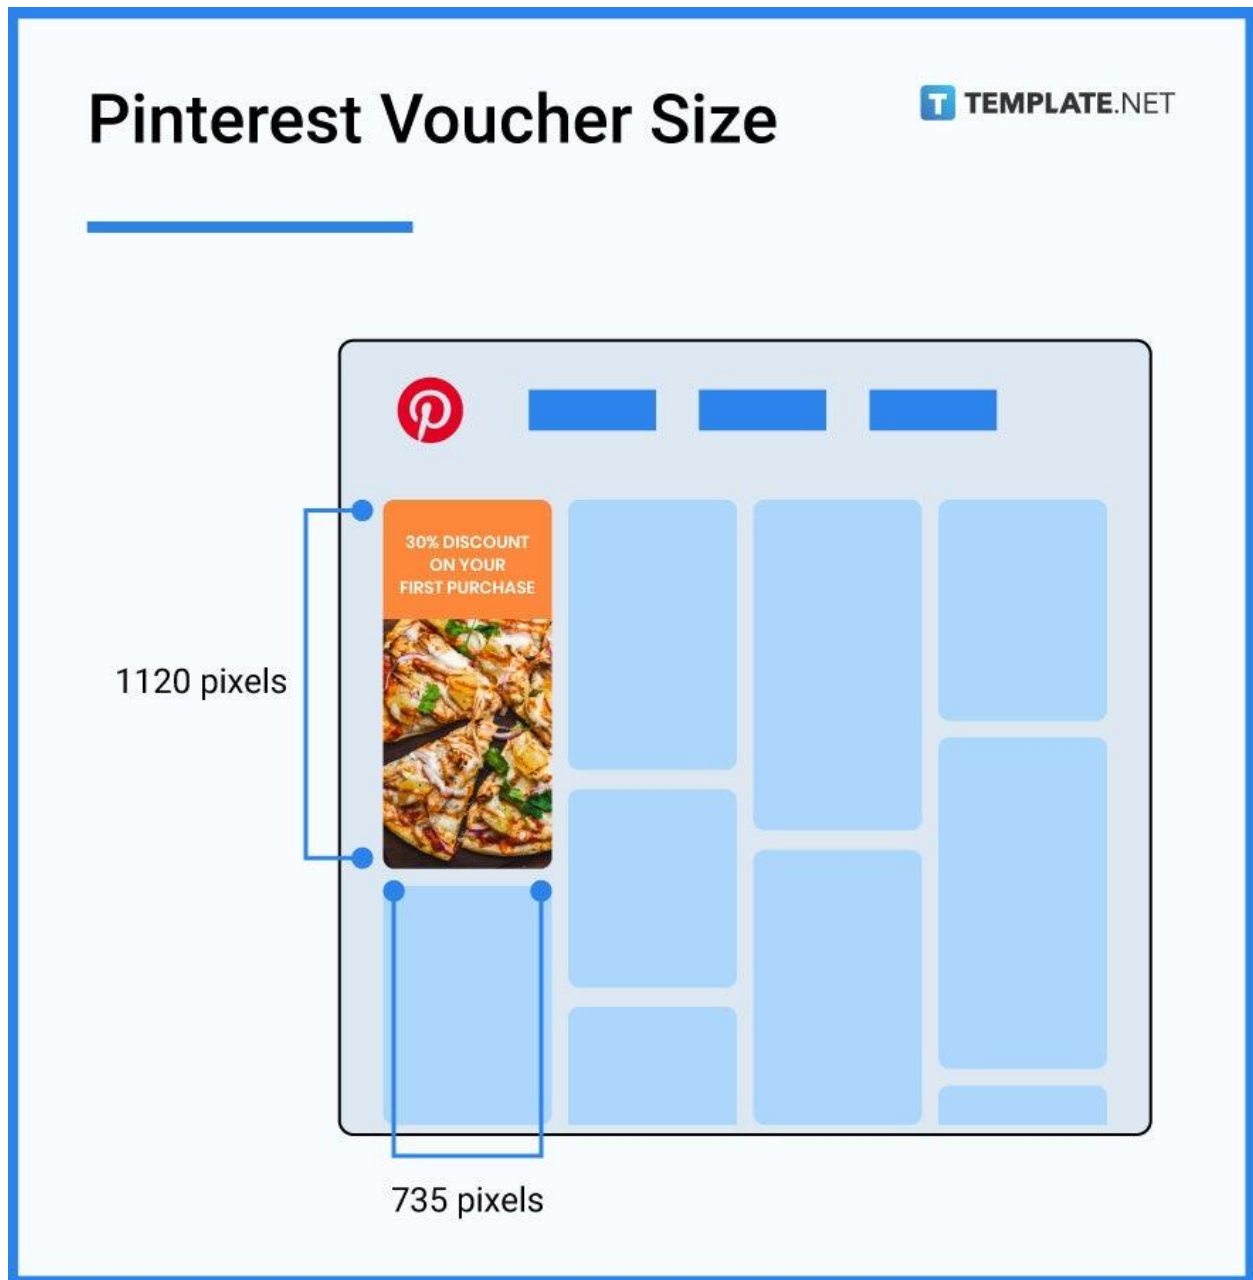 Pinterest Voucher Size
T TEMPLATE.NET
30% DISCOUNT
ON YOUR
FIRST PURCHASE
1120 pixels
735 pixels